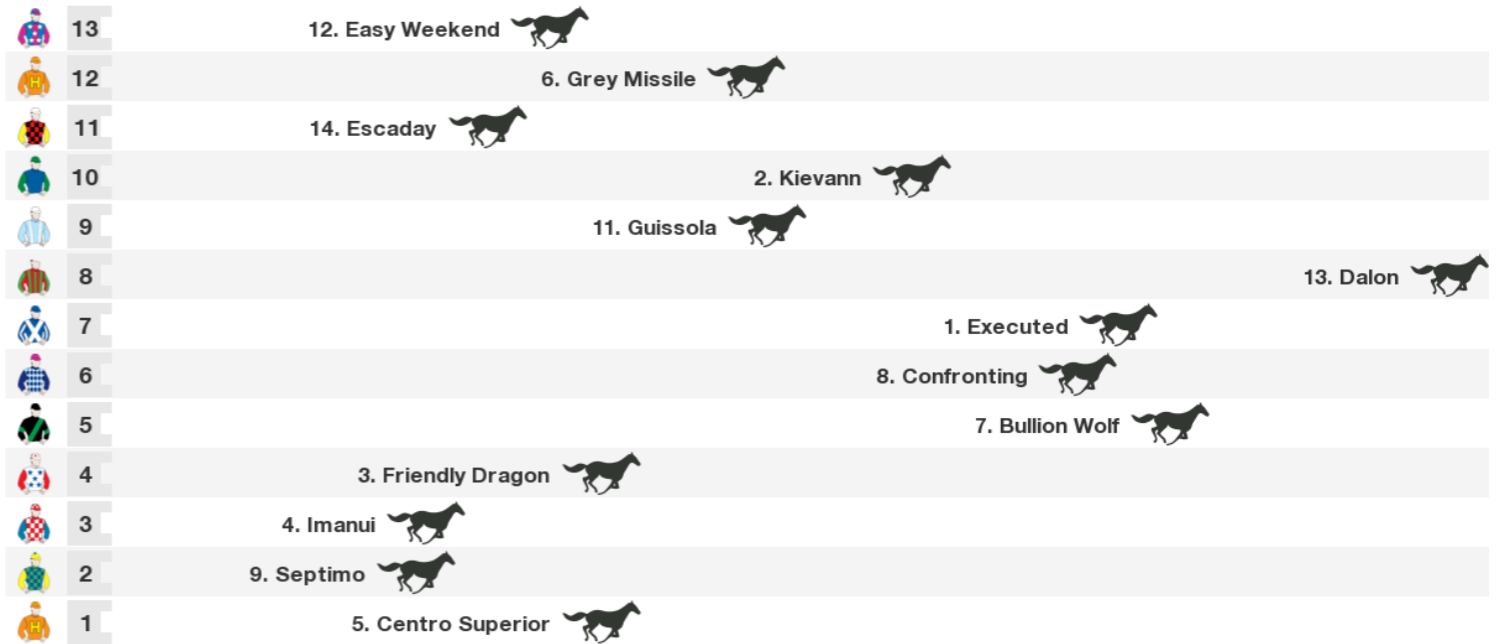 13 12. Easy Weekend
12 6. Grey Missile
11 14. Escaday
10 2. Kievann
9 11. Guissola
8 13. Dalon
7 1. Executed
6 8. Confronting
5 7. Bullion Wolf
4 3. Friendly Dragon
3 4. Imanui
2 9. Septimo
1 5. Centro Superior